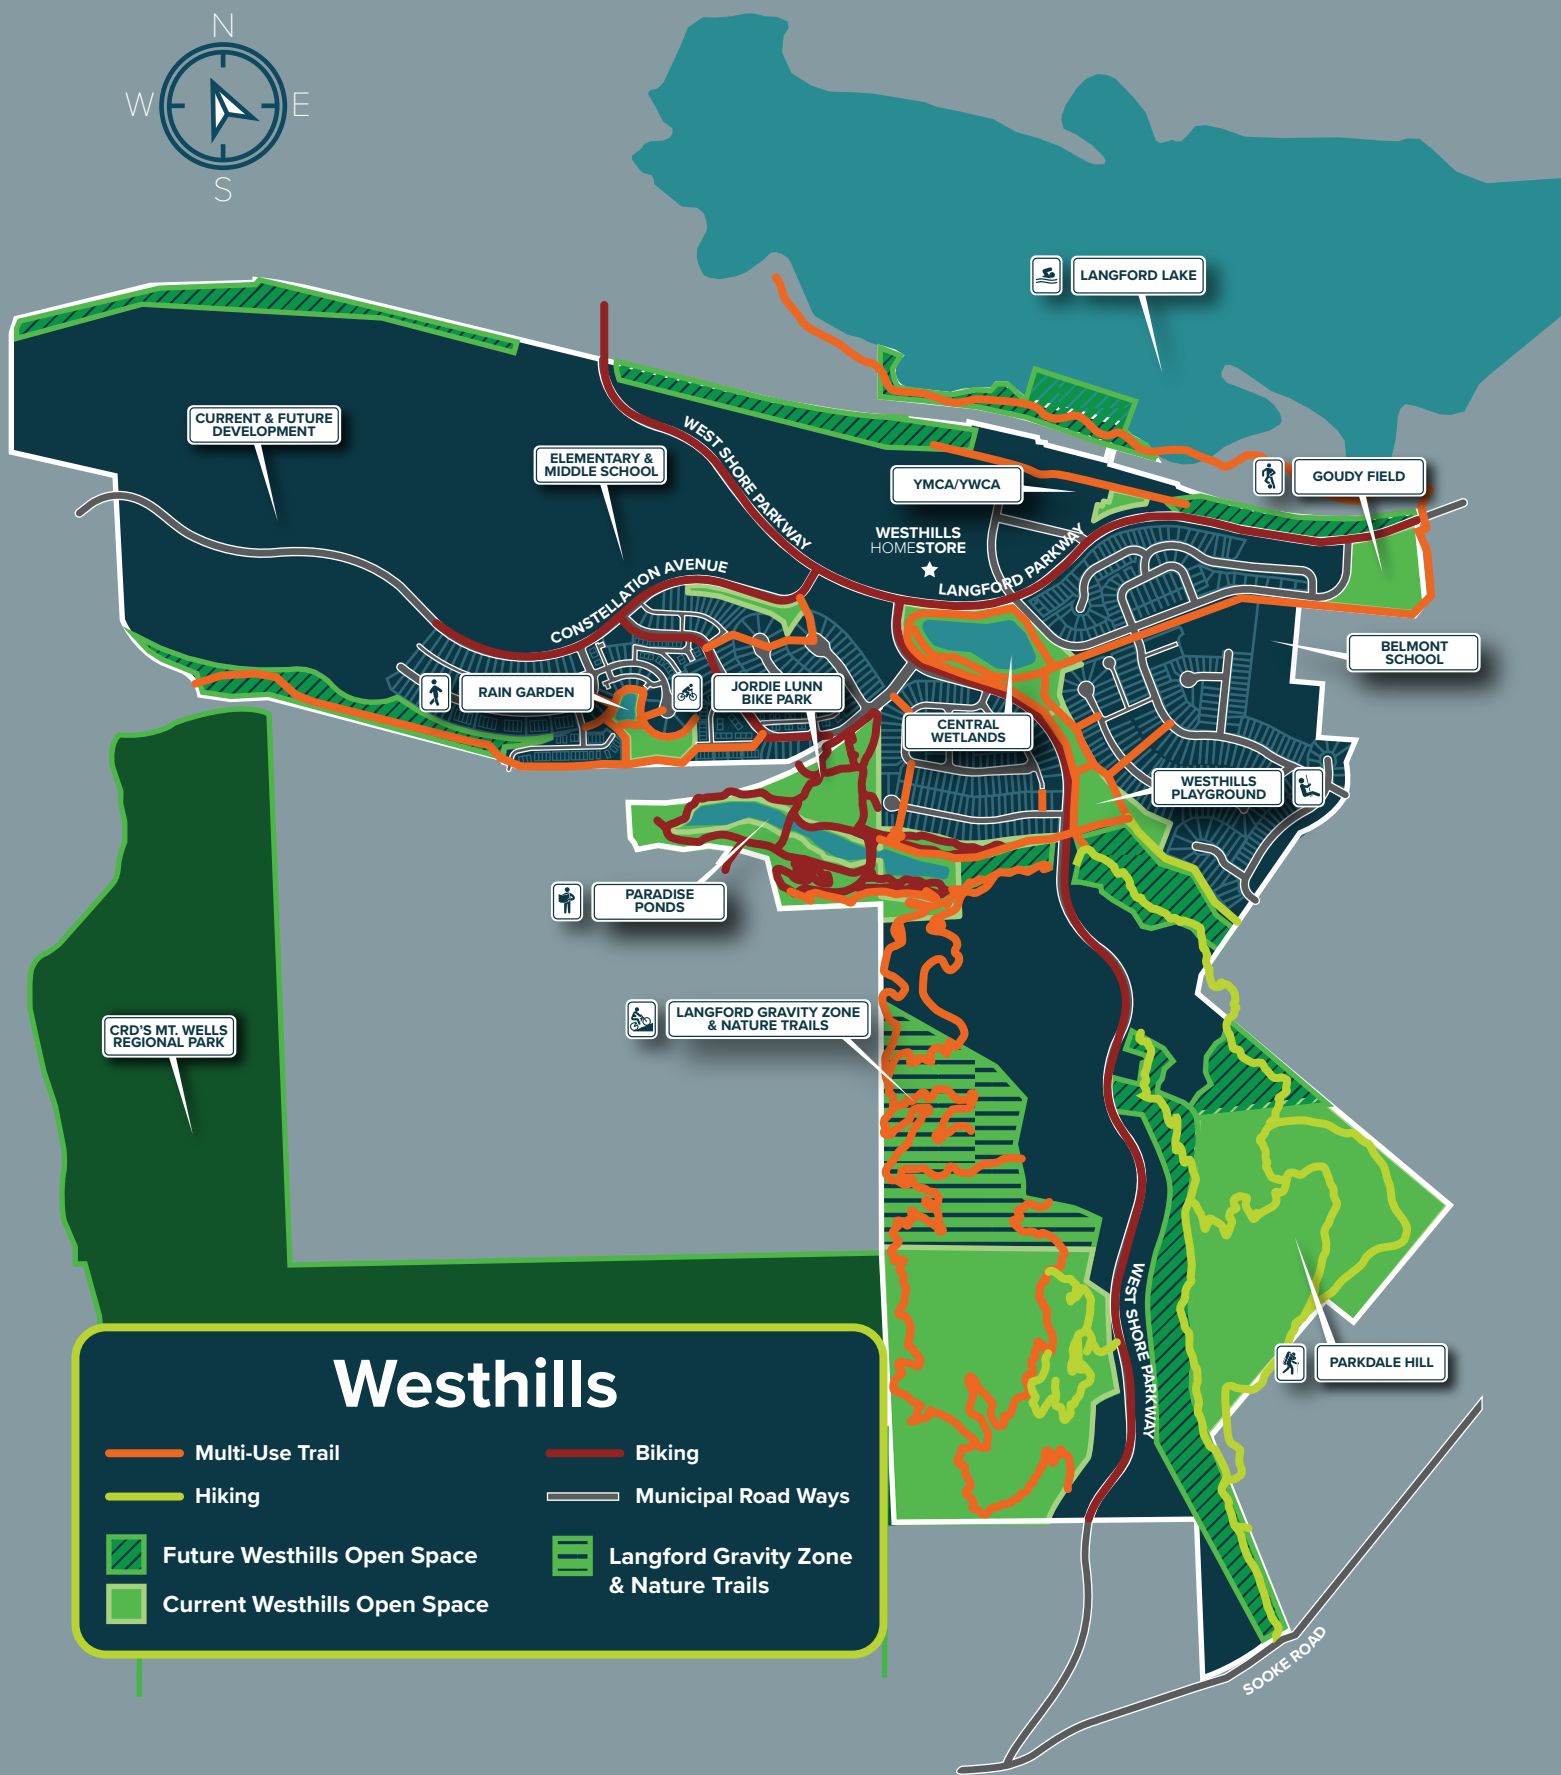 N
W
E
S
LANGFORD LAKE
CURRENT & FUTURE
DEVELOPMENT
ELEMENTARY &
MIDDLE SCHOOL
WEST SHORE PARKWAY
YMCA/YWCA
GOUDY FIELD
WESTHILLS
HOMESTORE
LANGFORD PARKWAY
CONSTELLATION AVENUE
BELMONT
SCHOOL
RAIN GARDEN
JORDIE LUNN
BIKE PARK
CENTRAL
WETLANDS
WESTHILLS
PLAYGROUND
PARADISE
PONDS
LANGFORD GRAVITY ZONE
& NATURE TRAILS
CRD'S MT. WELLS
REGIONAL PARK
WEST SHORE PARKWAY
PARKDALE HILL
SOOKE ROAD
Westhills
Multi-Use Trail
Biking
Hiking
Municipal Road Ways
Future Westhills Open Space
Langford Gravity Zone
& Nature Trails
Current Westhills Open Space